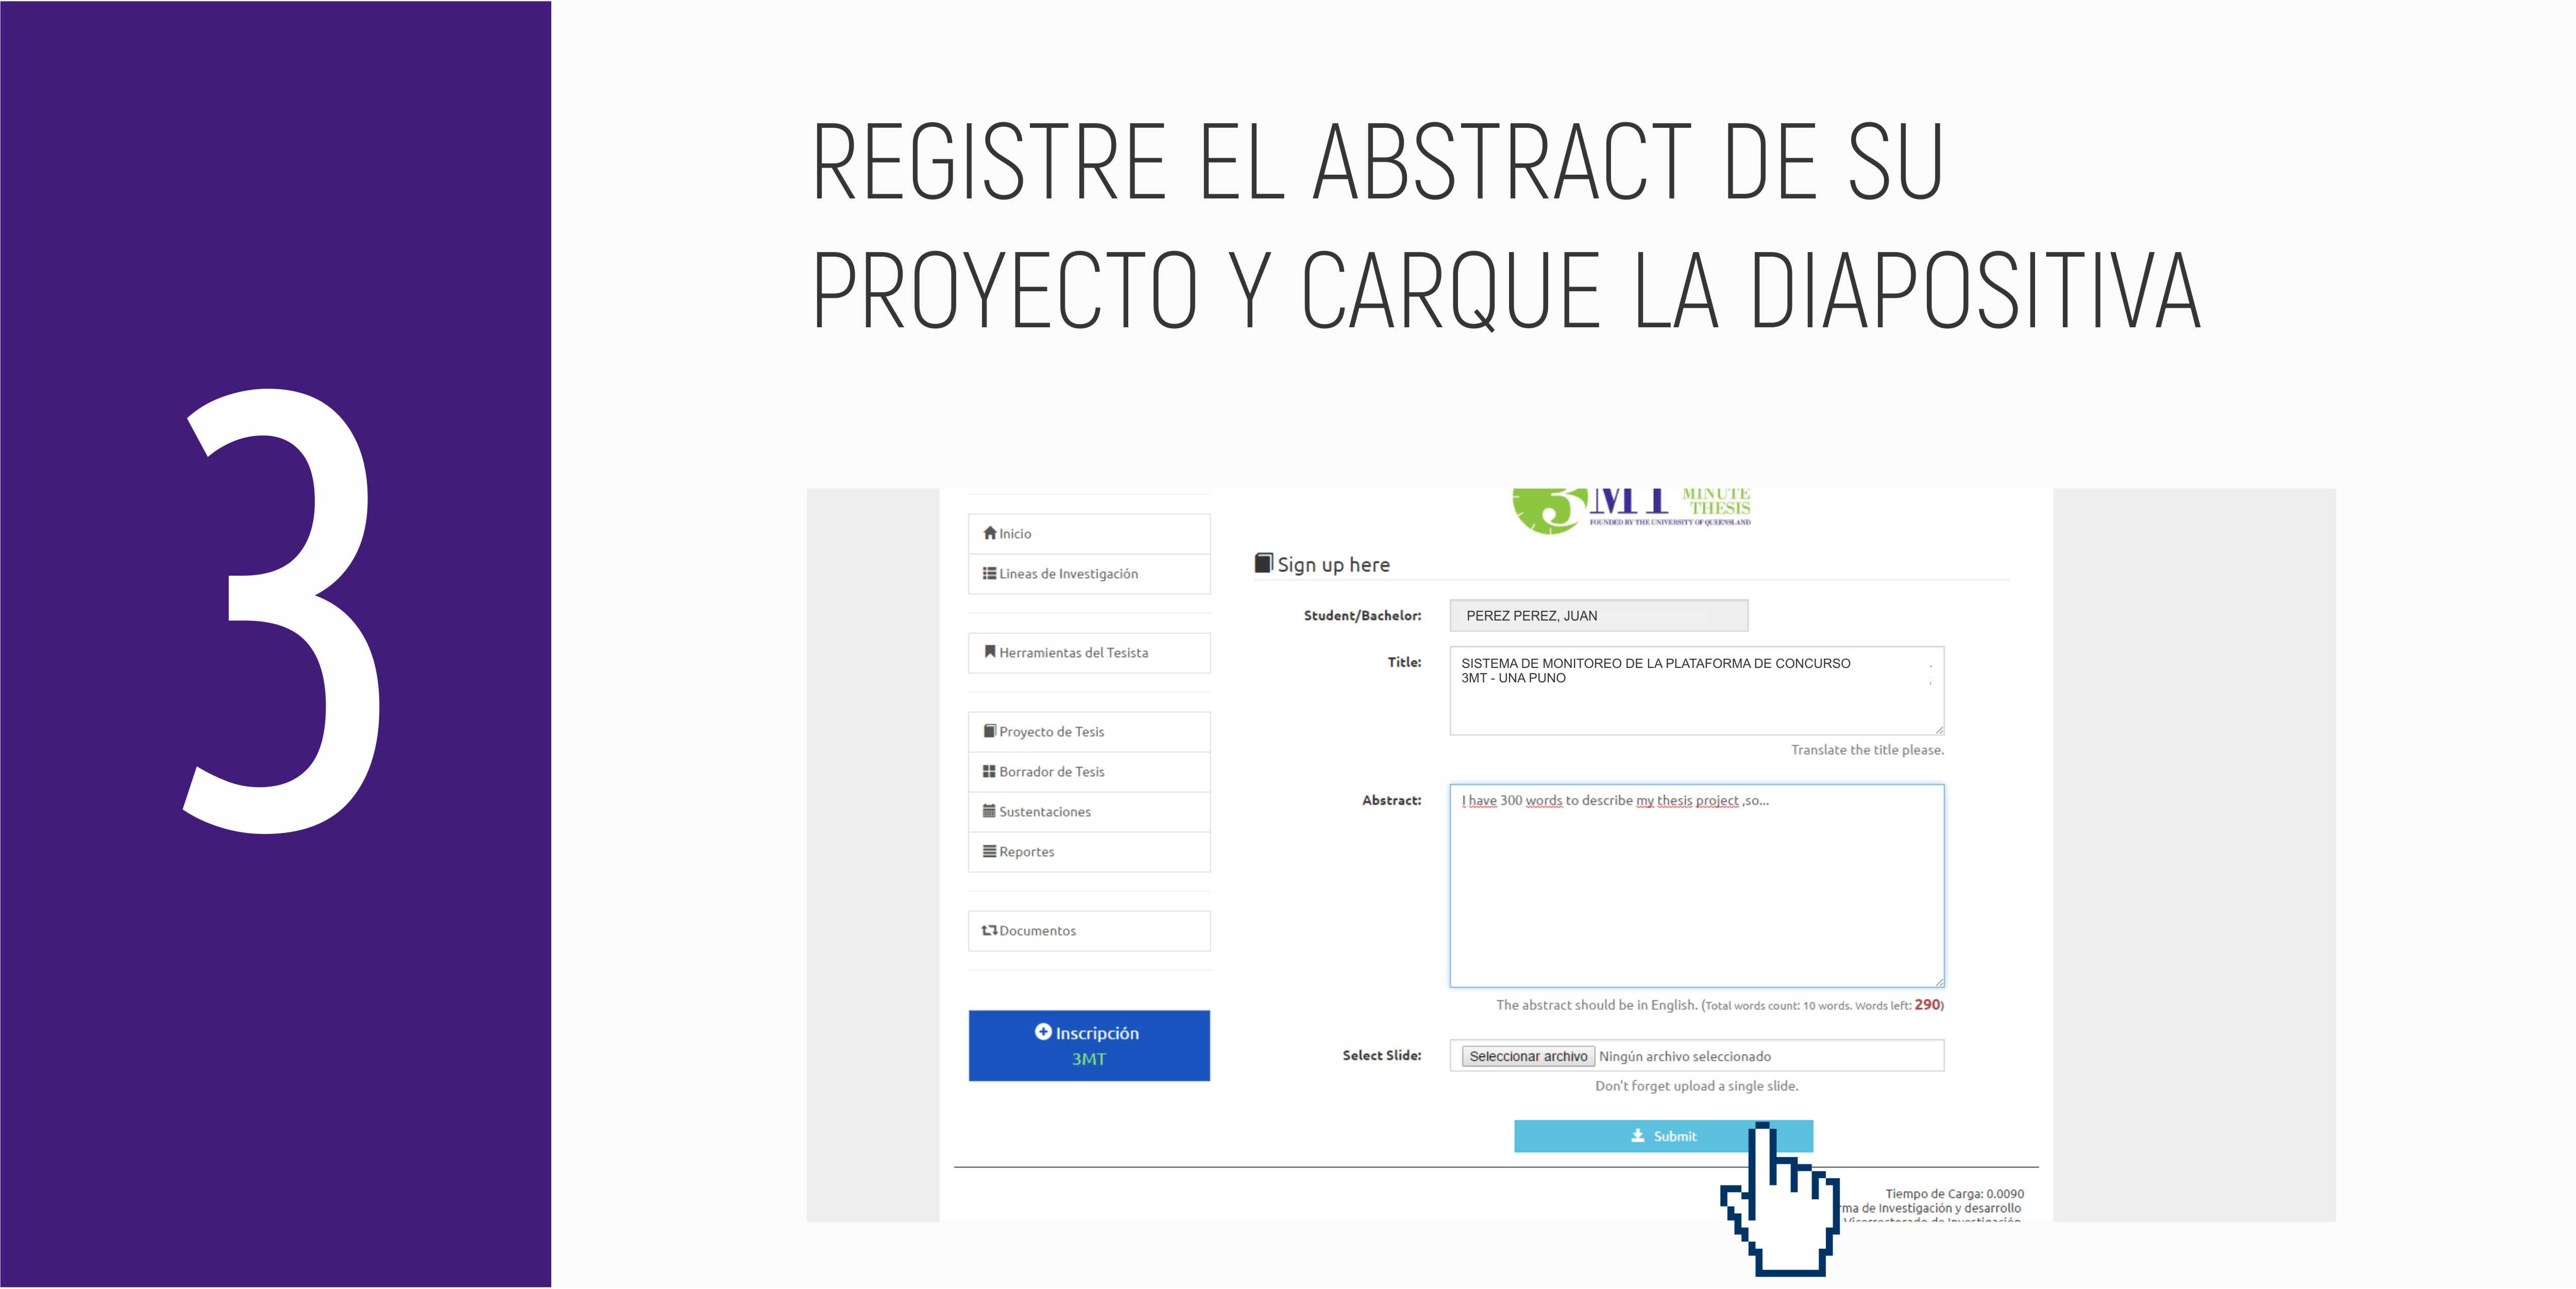 3
REGISTRE EL ABSTRACT DE SU
PROYECTO Y CARQUE LA DIAPOSITIVA
3MT MINUTE
THESIS
FOUNDED BY THE UNIVERSITY OF QUEENSLAND
Inicio
Lineas de Investigación
Herramientas del Tesista
Proyecto de Tesis
Borrador de Tesis
Sustentaciones
Reportes
Documentos
Inscripción
3MT
Sign up here
Student/Bachelor: PEREZ PEREZ, JUAN
Title: SISTEMA DE MONITOREO DE LA PLATAFORMA DE CONCURSO
3MT - UNA PUNO
Translate the title please.
Abstract: I have 300 words to describe my thesis project ,so...
The abstract should be in English. (Total words count: 10 words. Words left: 290)
Select Slide: Seleccionar archivo Ningún archivo seleccionado
Don't forget upload a single slide.
Submit
Tiempo de Carga: 0.0090
de Investigación y desarrollo
Vicerrectorado de Investigación